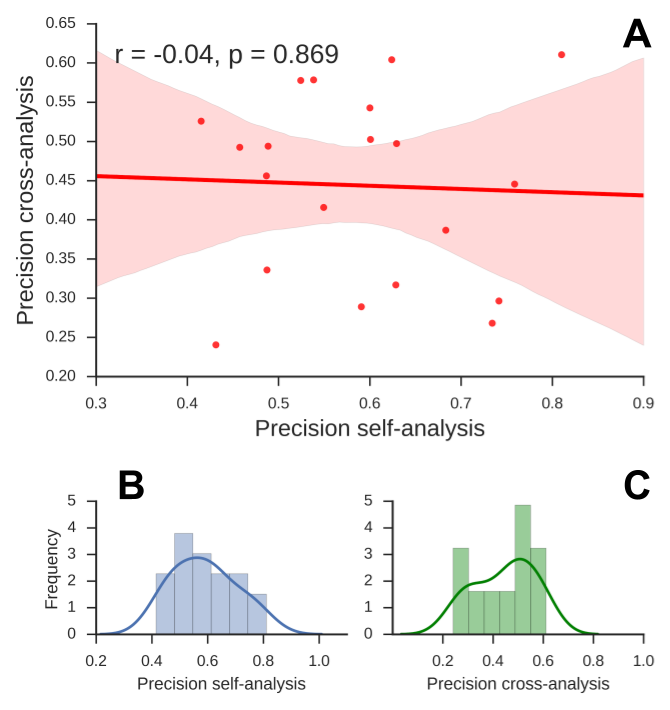 A
r = -0.04, p = 0.869
Precision cross-analysis
0.65
0.60
0.55
0.50
0.45
0.40
0.35
0.30
0.25
0.20
0.3 0.4 0.5 0.6 0.7 0.8 0.9
Precision self-analysis
B
Frequency
5
4
3
2
1
0
0.2 0.4 0.6 0.8 1.0
Precision self-analysis
C
5
4
3
2
1
0
0.2 0.4 0.6 0.8 1.0
Precision cross-analysis